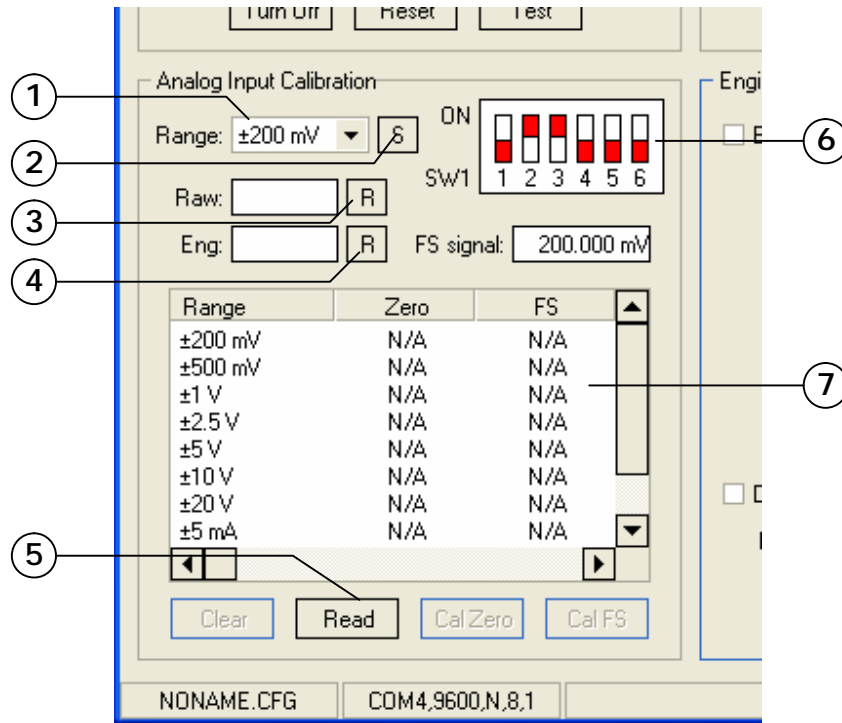 Turn Off Reset Test
Analog Input Calibration
Engi
1
Range: ±200 mV S
ON
6
2
SW1 1 2 3 4 5 6
Raw: R
3
Eng: R FS signal: 200.000 mV
4
Range Zero FS
±200 mV N/A N/A
±500 mV N/A N/A
±1 V N/A N/A
7
±2.5 V N/A N/A
±5 V N/A N/A
±10 V N/A N/A
±20 V N/A N/A
±5 mA N/A N/A
5
Clear Read Cal Zero Cal FS
NONAME.CFG COM4,9600,N,8,1